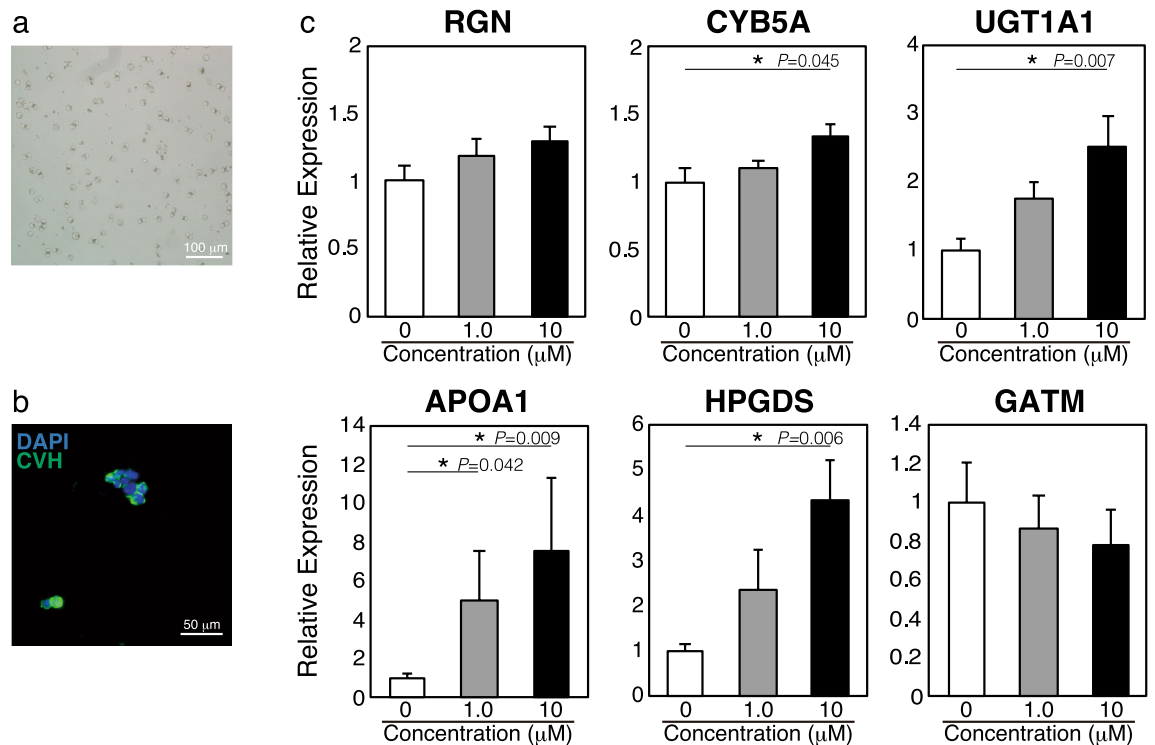 a
100 μm
b
DAPI
CVH
50 μm
c
RGN
Relative Expression
2
1.5
1
0.5
0
0 1.0 10
Concentration (μM)
CYB5A
2
1.5
1
0.5
0
* P=0.045
0 1.0 10
Concentration (μM)
UGT1A1
4
3
2
1
0
* P=0.007
0 1.0 10
Concentration (μM)
APOA1
Relative Expression
14
12
10
8
6
4
2
0
* P=0.009
* P=0.042
0 1.0 10
Concentration (μM)
HPGDS
6
5
4
3
2
1
0
* P=0.006
0 1.0 10
Concentration (μM)
GATM
1.4
1.2
1
0.8
0.6
0.4
0.2
0
0 1.0 10
Concentration (μM)